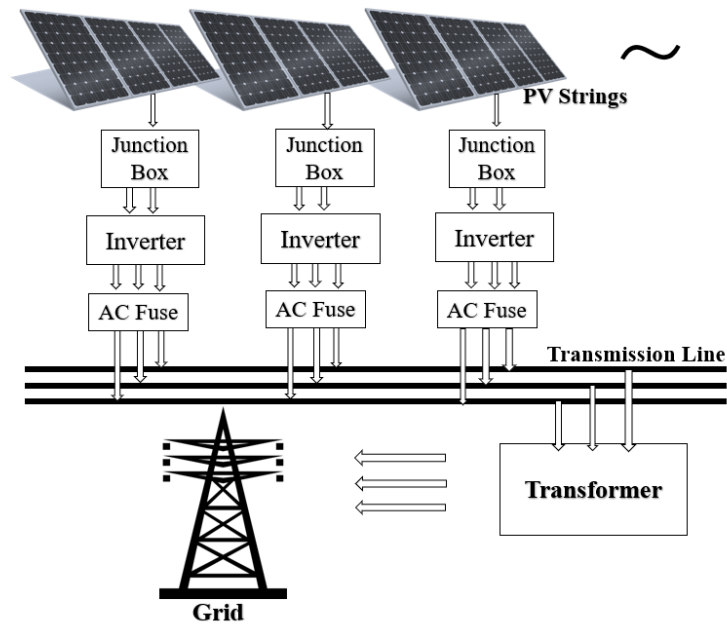 PV Strings
Junction
Box
Junction
Box
Junction
Box
Inverter
Inverter
Inverter
AC Fuse
AC Fuse
AC Fuse
Transmission Line
Transformer
Grid